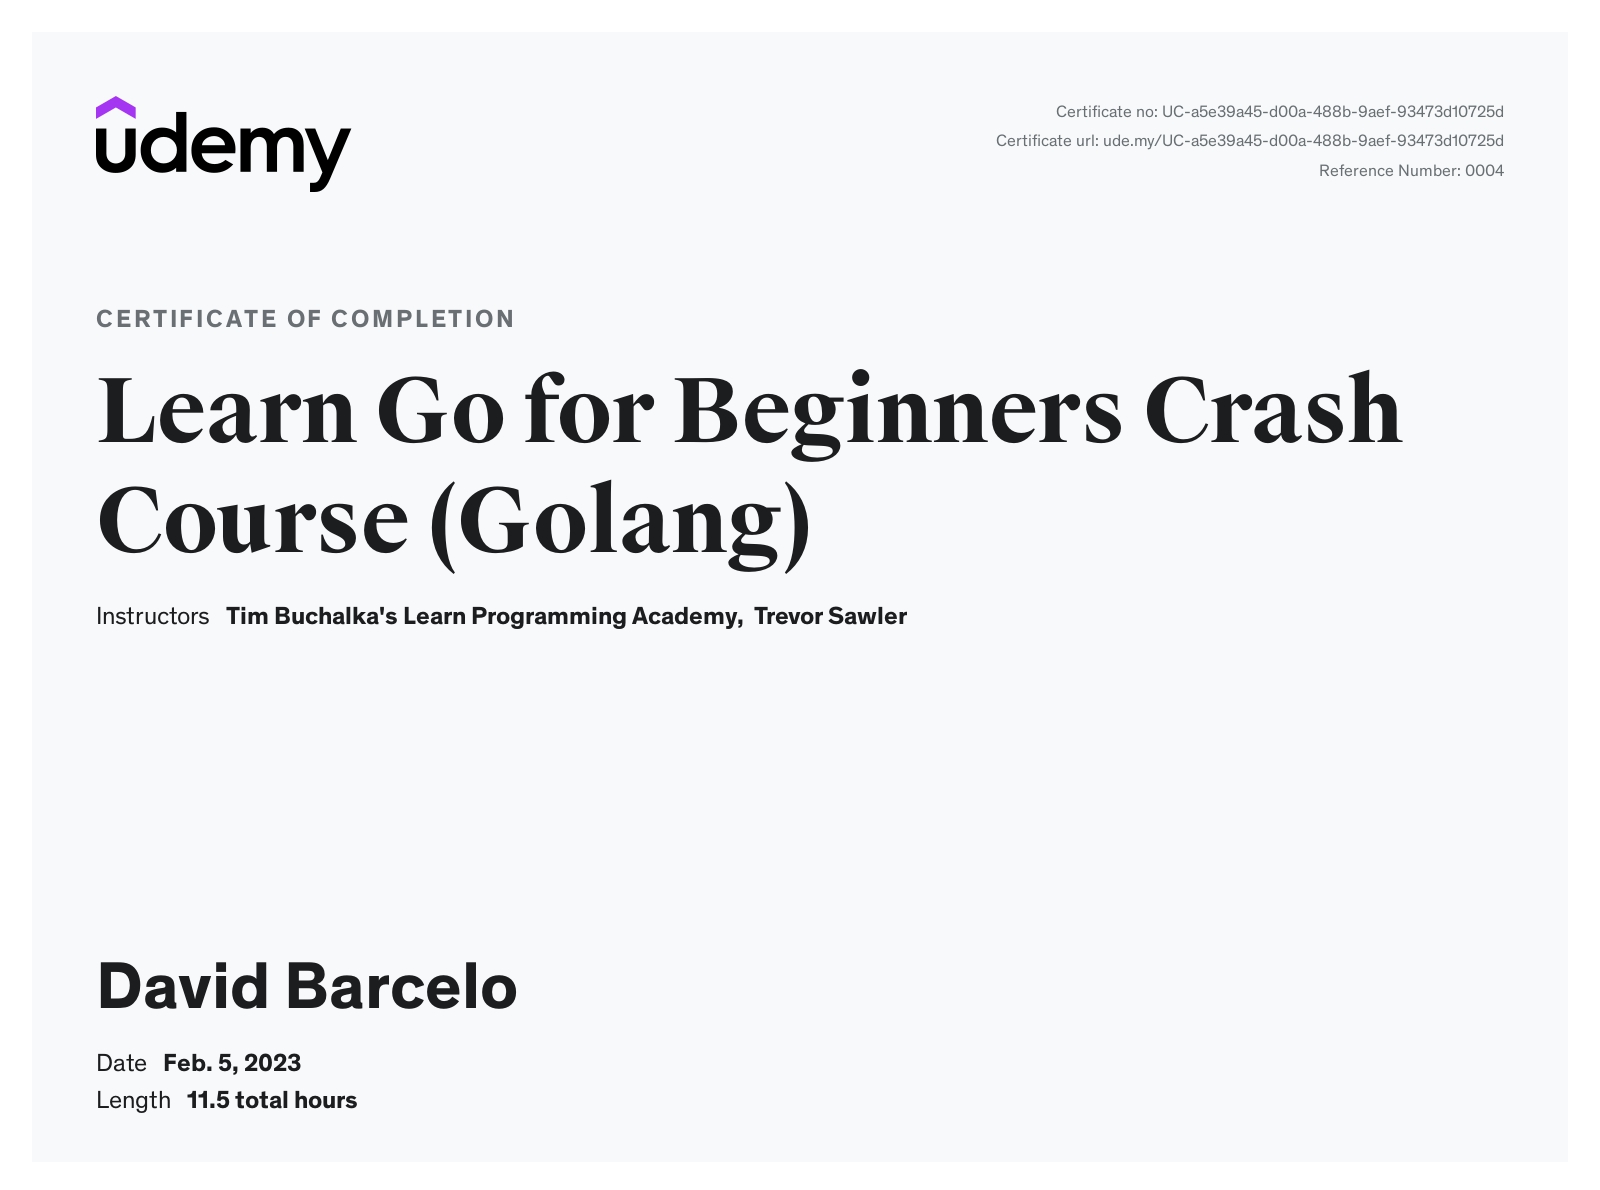 udemy
Certificate no: UC-a5e39a45-d00a-488b-9aef-93473d10725d
Certificate url: ude.my/UC-a5e39a45-d00a-488b-9aef-93473d10725d
Reference Number: 0004
CERTIFICATE OF COMPLETION
Learn Go for Beginners Crash
Course (Golang)
Instructors Tim Buchalka's Learn Programming Academy, Trevor Sawler
David Barcelo
Date Feb. 5, 2023
Length 11.5 total hours